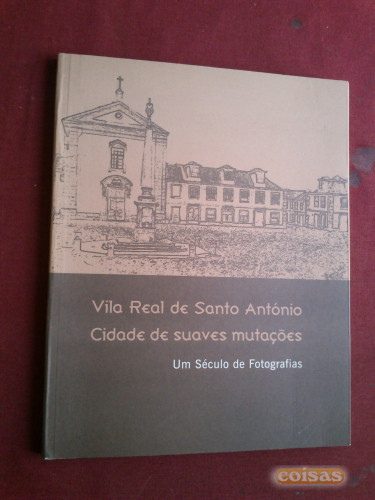 Vila Real de Santo António
Cidade de suaves mutações
Um Século de Fotografias
coisas